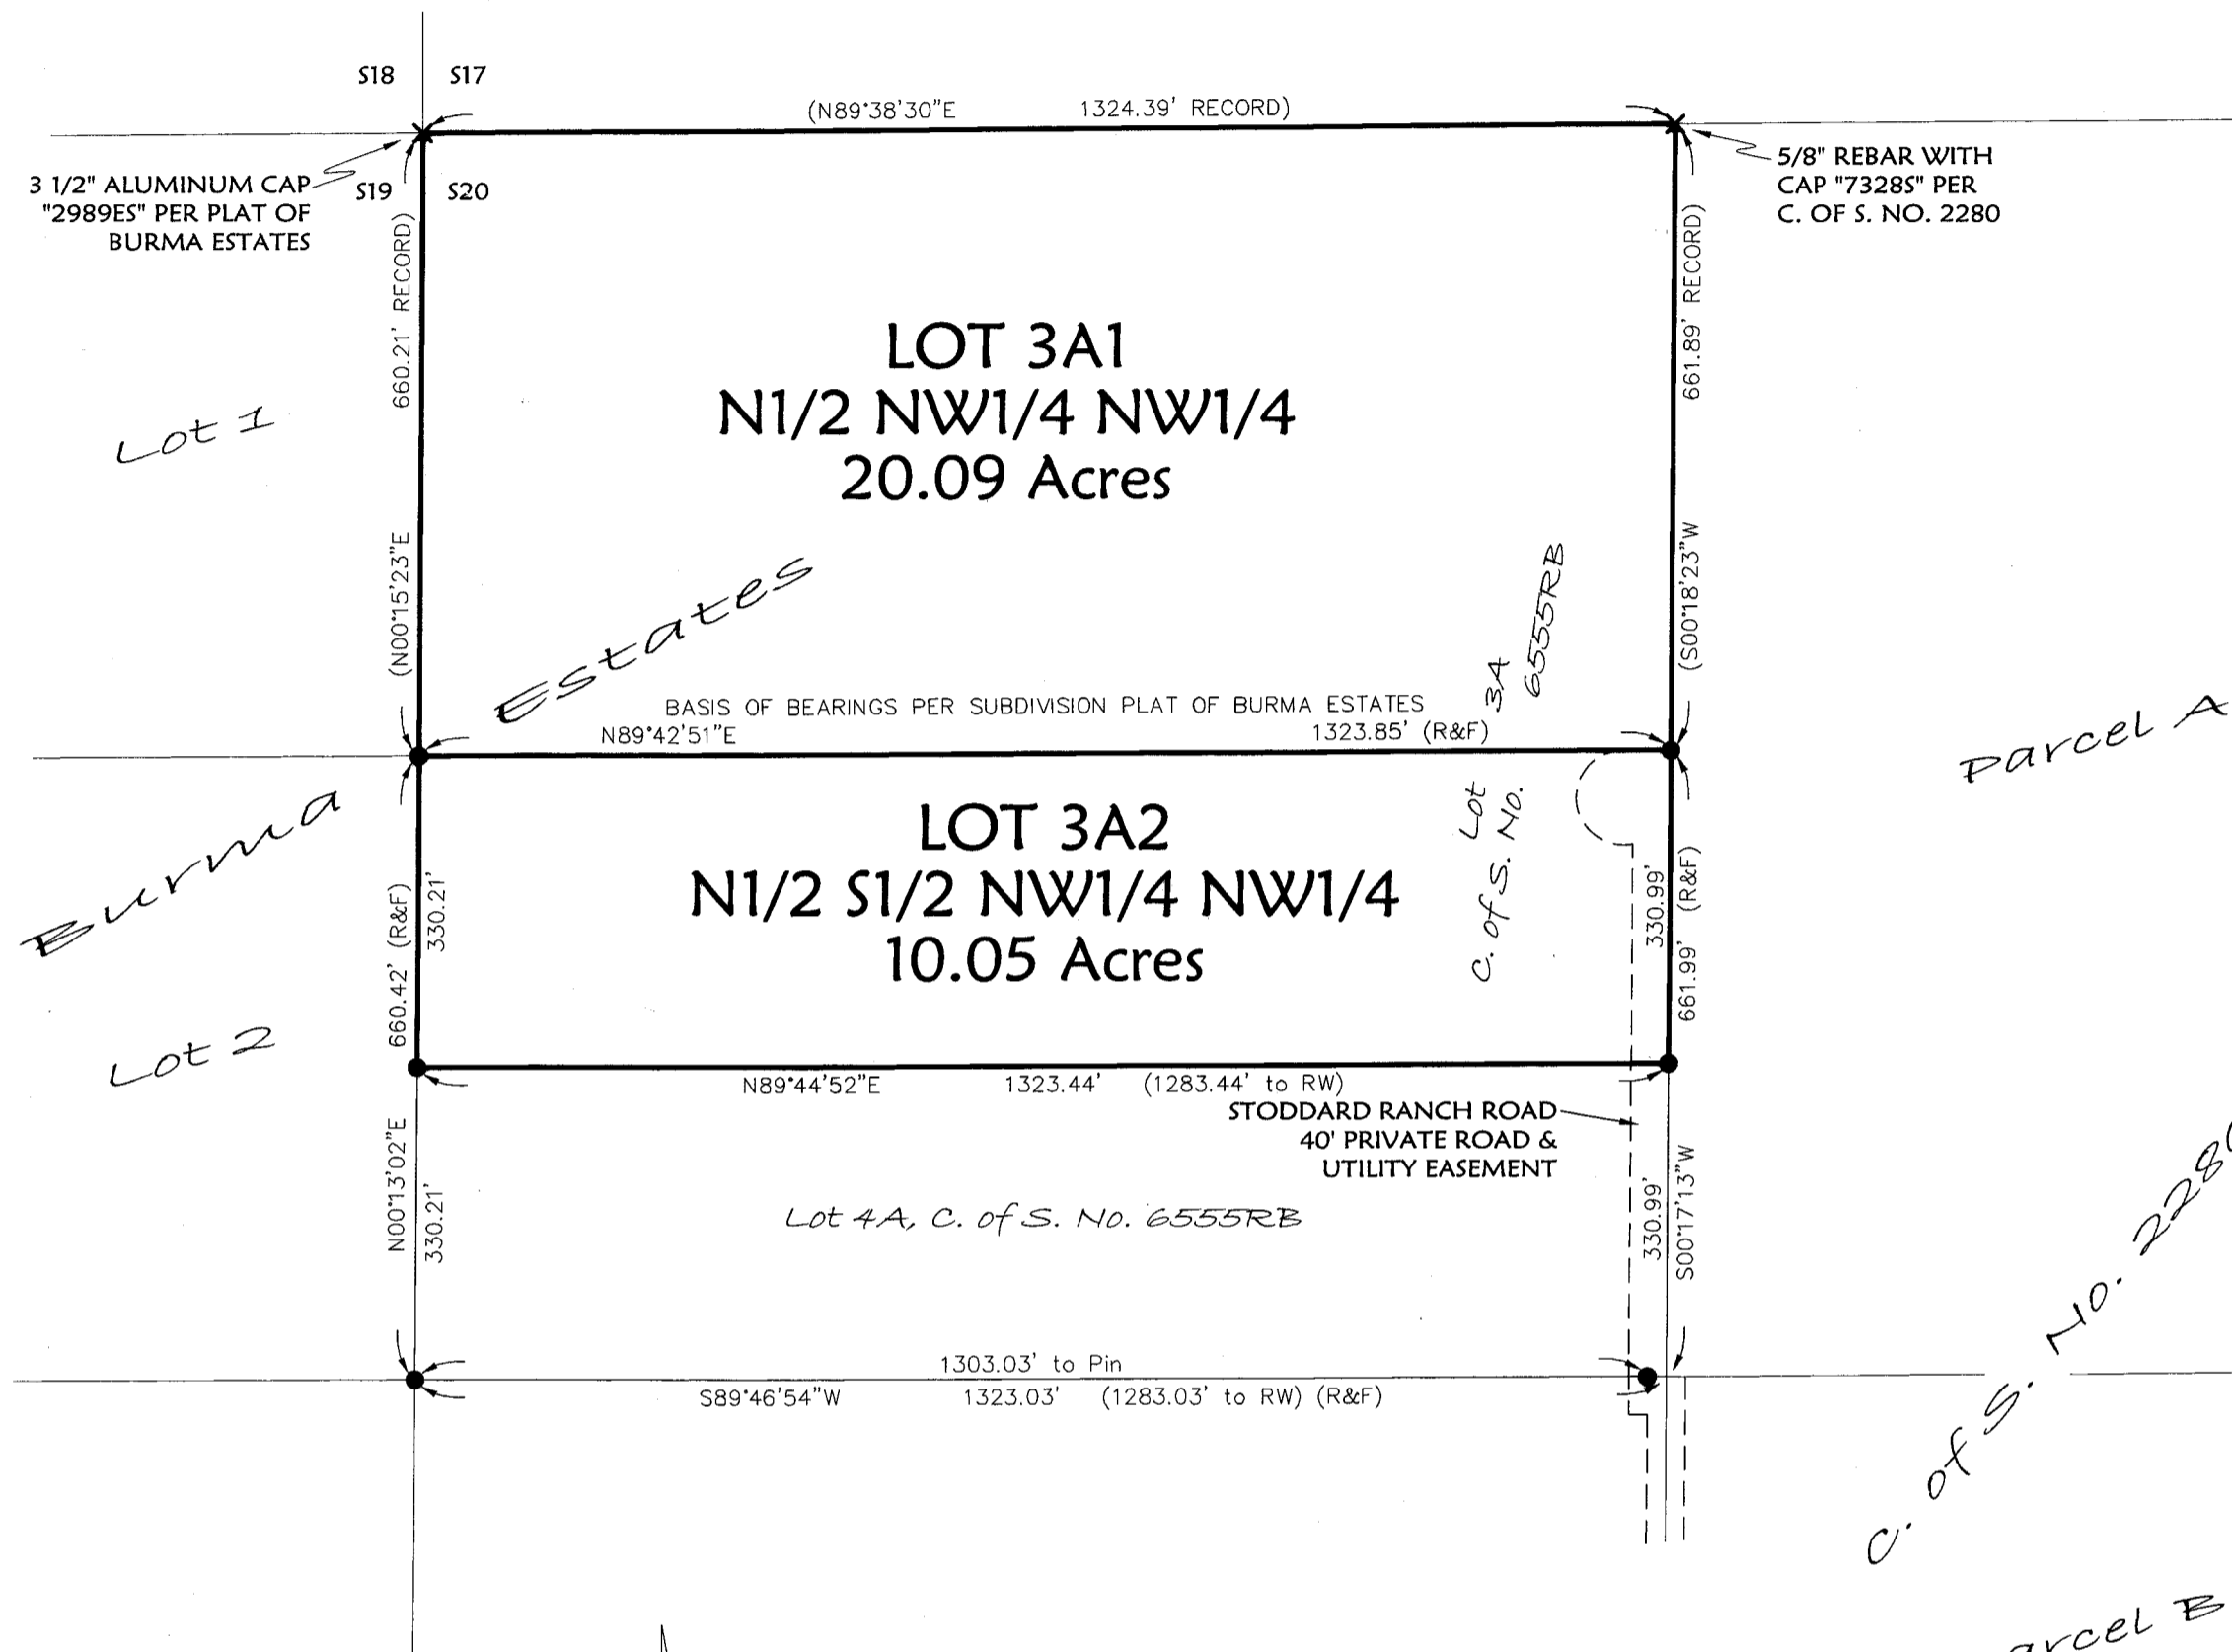 S18 S17
(N89°38'30"E 1324.39' RECORD)
3 1/2" ALUMINUM CAP
"2989ES" PER PLAT OF
BURMA ESTATES
S19 S20
5/8" REBAR WITH
CAP "7328S" PER
C. OF S. NO. 2280
660.21' RECORD)
(N00°15'23"E
661.89' RECORD)
(S00°18'23"W
LOT 3A1
N1/2 NW1/4 NW1/4
20.09 Acres
Lot 1
Burma Estates
Lot 3A
C. of S. No. 6555RB
Parcel A
BASIS OF BEARINGS PER SUBDIVISION PLAT OF BURMA ESTATES
N89°42'51"E 1323.85' (R&F)
LOT 3A2
N1/2 S1/2 NW1/4 NW1/4
10.05 Acres
660.42' (R&F)
330.21'
330.99'
661.99' (R&F)
Lot 2
N89°44'52"E 1323.44' (1283.44' to RW)
STODDARD RANCH ROAD
40' PRIVATE ROAD &
UTILITY EASEMENT
N00°13'02"E
330.21'
Lot 4A, C. of S. No. 6555RB
330.99'
S00°17'13"W
1303.03' to Pin
S89°46'54"W 1323.03' (1283.03' to RW) (R&F)
C. of S. No. 228
arcel B